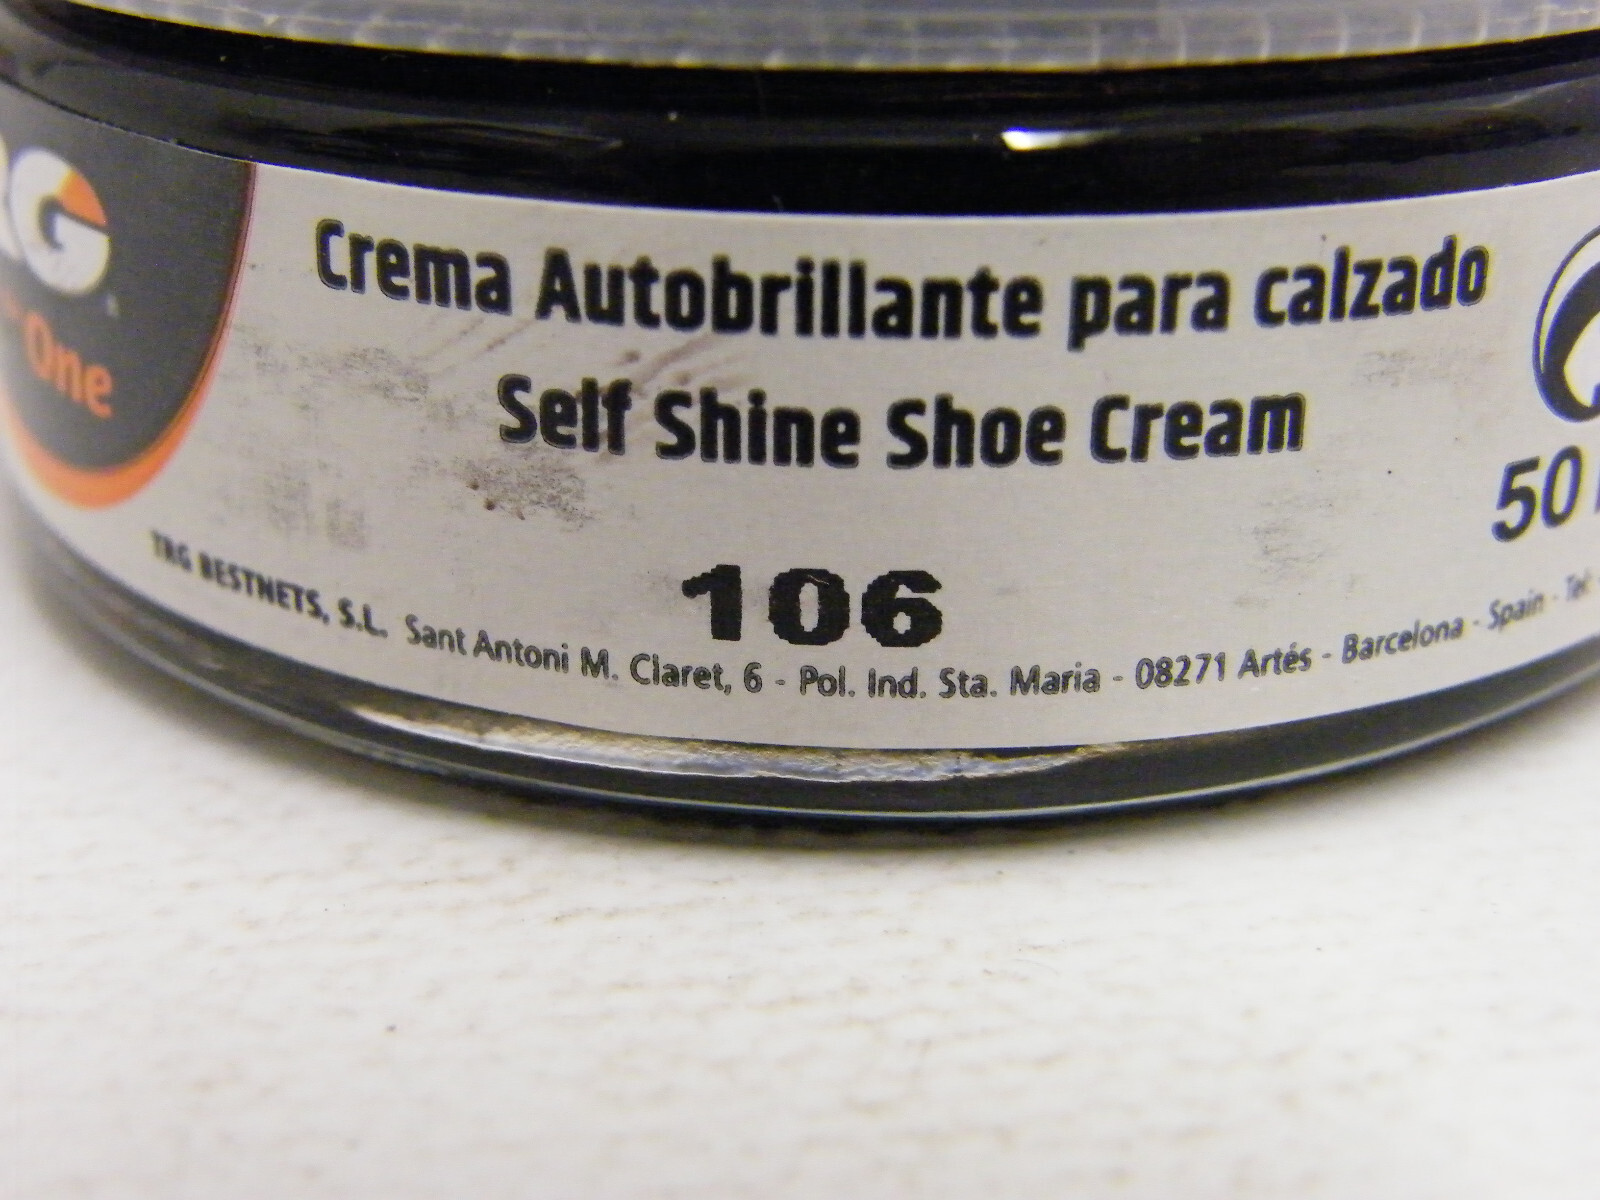 One
Crema Autobrillante para calzado
Self Shine Shoe Cream
50
106
TRG BESTNETS, S.L. Sant Antoni M. Claret, 6 - Pol. Ind. Sta. Maria - 08271 Artés - Barcelona - Spain - Tel: